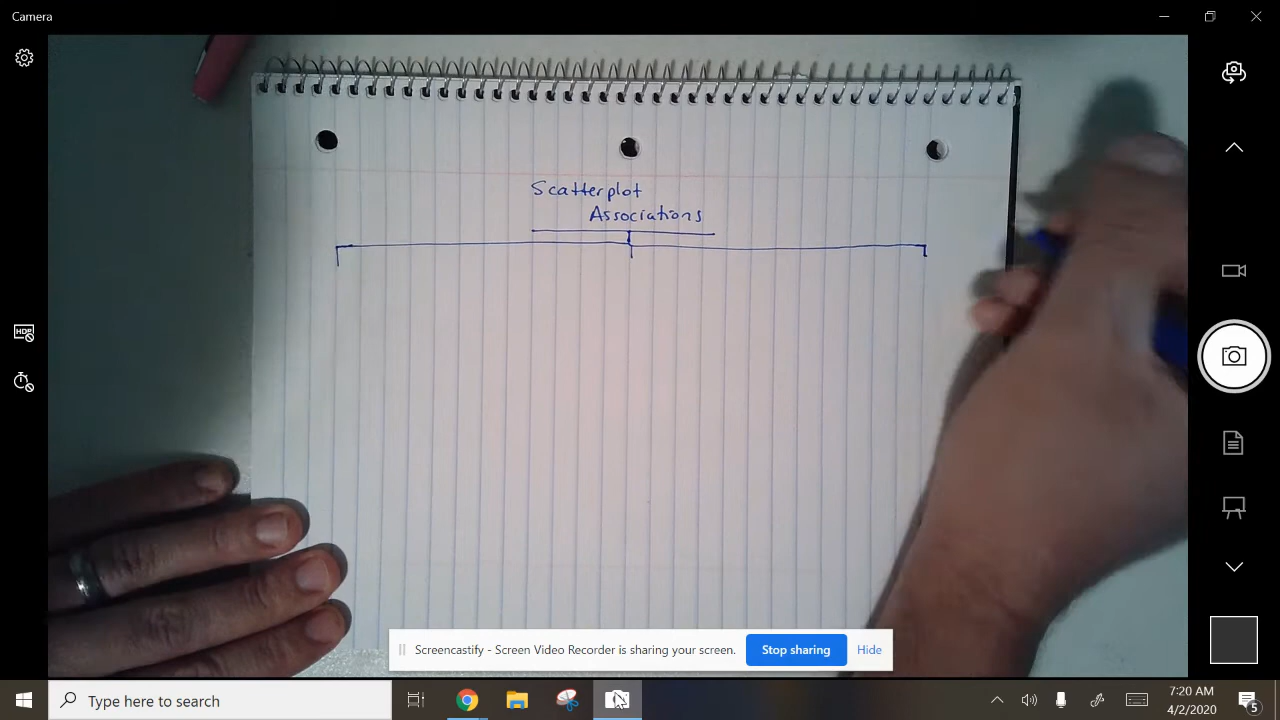 Camera
Scatterplot
Associations
Screencastify - Screen Video Recorder is sharing your screen.
Stop sharing
Hide
Type here to search
7:20 AM
4/2/2020
5